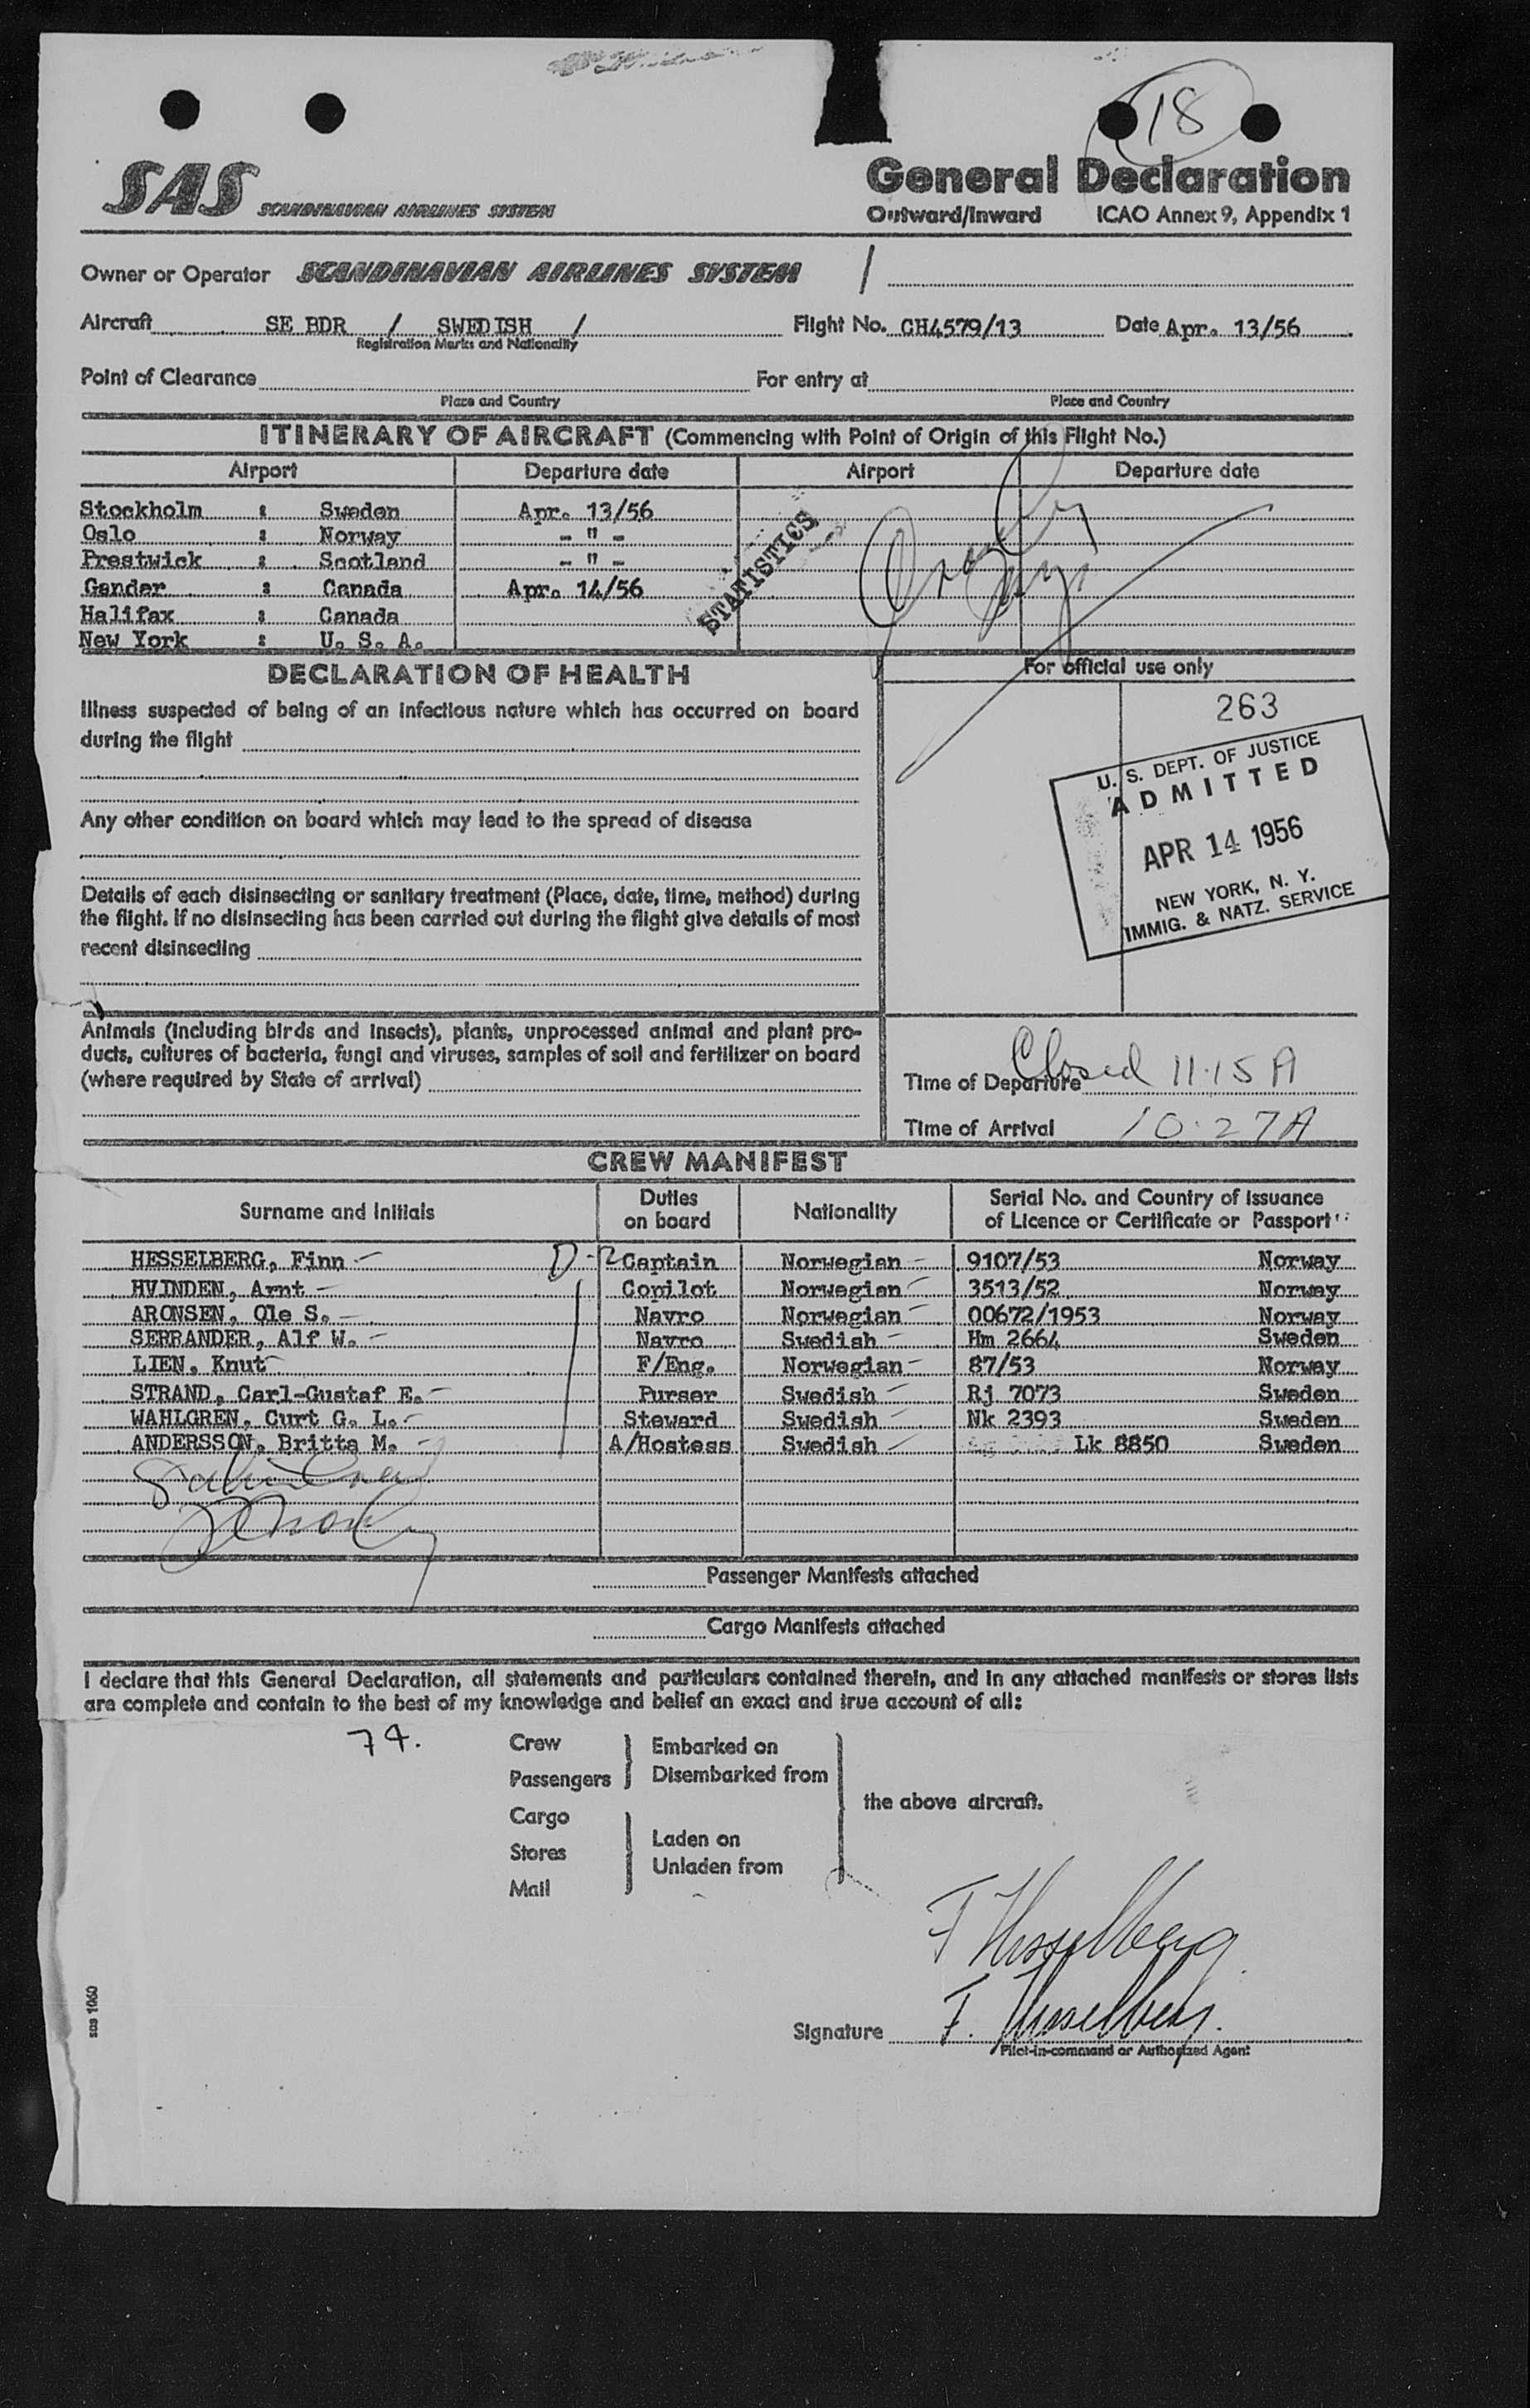 18
SAS SCANDINAVIAN AIRLINES SYSTEM
General Declaration
Outward/Inward ICAO Annex 9, Appendix 1
Owner or Operator SCANDINAVIAN AIRLINES SYSTEM /
Aircraft SE BDR / SWEDISH / Flight No. CH4579/13 Date Apr. 13/56
Registration Marks and Nationality
Point of Clearance For entry at
Place and Country Place and Country
ITINERARY OF AIRCRAFT (Commencing with Point of Origin of this Flight No.)
Airport Departure date Airport Departure date
Stockholm : Sweden Apr. 13/56
Oslo : Norway - " -
Prestwick : Scotland - " -
Gander : Canada Apr. 14/56
Halifax : Canada
New York : U. S. A.
STATISTICS
DECLARATION OF HEALTH
Illness suspected of being of an infectious nature which has occurred on board
during the flight
Any other condition on board which may lead to the spread of disease
Details of each disinsecting or sanitary treatment (Place, date, time, method) during
the flight. If no disinsecting has been carried out during the flight give details of most
recent disinsecting
Animals (including birds and insects), plants, unprocessed animal and plant pro-
ducts, cultures of bacteria, fungi and viruses, samples of soil and fertilizer on board
(where required by State of arrival)
For official use only
263
U. S. DEPT. OF JUSTICE
ADMITTED
APR 14 1956
NEW YORK, N. Y.
IMMIG. & NATZ. SERVICE
Time of Departure Closed 11.15 A
Time of Arrival 10.27A
CREW MANIFEST
Surname and Initials Duties on board Nationality Serial No. and Country of Issuance of Licence or Certificate or Passport
HESSELBERG, Finn D-2 Captain Norwegian 9107/53 Norway
HVINDEN, Arnt Copilot Norwegian 3513/52 Norway
ARONSEN, Ole S. Navro Norwegian 00672/1953 Norway
SERRANDER, Alf W. Navro Swedish Hm 2664 Sweden
LIEN, Knut F/Eng. Norwegian 87/53 Norway
STRAND, Carl-Gustaf E. Purser Swedish Rj 7073 Sweden
WAHLGREN, Curt G. L. Steward Swedish Nk 2393 Sweden
ANDERSSON, Britta M. A/Hostess Swedish Lk 8850 Sweden
Passenger Manifests attached
Cargo Manifests attached
I declare that this General Declaration, all statements and particulars contained therein, and in any attached manifests or stores lists
are complete and contain to the best of my knowledge and belief an exact and true account of all:
74.
Crew
Passengers
Cargo
Stores
Mail
Embarked on
Disembarked from
Laden on
Unladen from
the above aircraft.
F Hesselberg
Signature F. Hesselberg.
Pilot-in-command or Authorized Agent
sas 1060